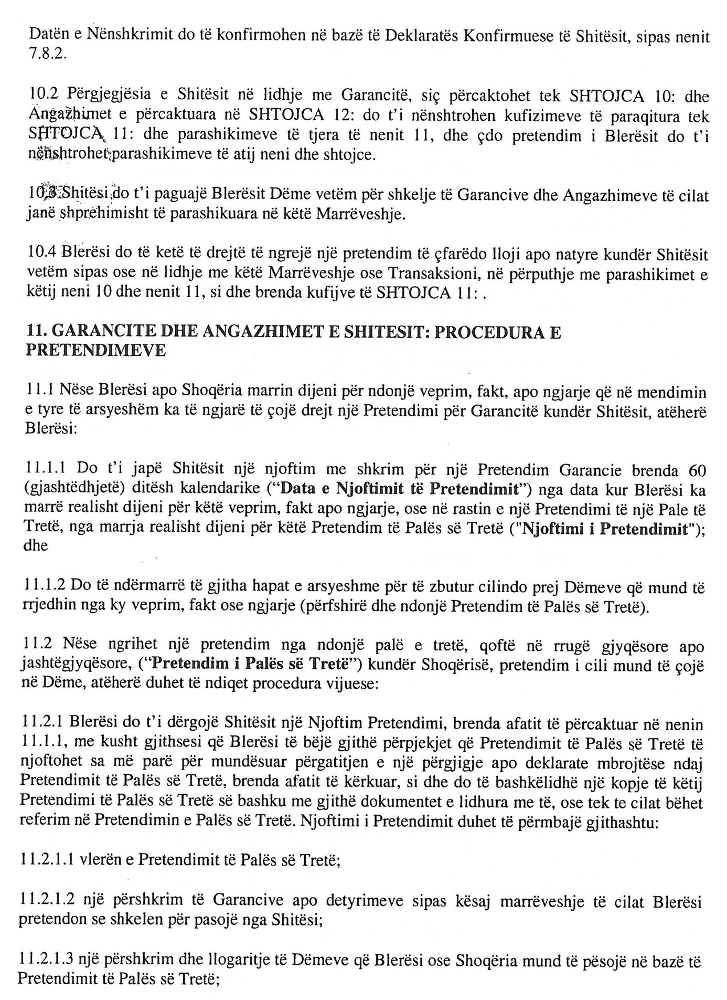 Datën e Nënshkrimit do të konfirmohen në bazë të Deklaratës Konfirmuese të Shitësit, sipas nenit
7.8.2.
10.2 Përgjegjësia e Shitësit në lidhje me Garancitë, siç përcaktohet tek SHTOJCA 10: dhe
Angazhimet e përcaktuara në SHTOJCA 12: do t’i nënshtrohen kufizimeve të paraqitura tek
SHTOJCA 11: dhe parashikimeve të tjera të nenit 11, dhe çdo pretendim i Blerësit do t’i
nënshtrohet parashikimeve të atij neni dhe shtojce.
10.3 Shitësi do t’i paguajë Blerësit Dëme vetëm për shkelje të Garancive dhe Angazhimeve të cilat
janë shprehimisht të parashikuara në këtë Marrëveshje.
10.4 Blerësi do të ketë të drejtë të ngrejë një pretendim të çfarëdo lloji apo natyre kundër Shitësit
vetëm sipas ose në lidhje me këtë Marrëveshje ose Transaksioni, në përputhje me parashikimet e
këtij neni 10 dhe nenit 11, si dhe brenda kufijve të SHTOJCA 11: .
11. GARANCITE DHE ANGAZHIMET E SHITESIT: PROCEDURA E
PRETENDIMEVE
11.1 Nëse Blerësi apo Shoqëria marrin dijeni për ndonjë veprim, fakt, apo ngjarje që në mendimin
e tyre të arsyeshëm ka të ngjarë të çojë drejt një Pretendimi për Garancitë kundër Shitësit, atëherë
Blerësi:
11.1.1 Do t’i japë Shitësit një njoftim me shkrim për një Pretendim Garancie brenda 60
(gjashtëdhjetë) ditësh kalendarike (“Data e Njoftimit të Pretendimit”) nga data kur Blerësi ka
marrë realisht dijeni për këtë veprim, fakt apo ngjarje, ose në rastin e një Pretendimi të një Pale të
Tretë, nga marrja realisht dijeni për këtë Pretendim të Palës së Tretë ("Njoftimi i Pretendimit");
dhe
11.1.2 Do të ndërmarrë të gjitha hapat e arsyeshme për të zbutur cilindo prej Dëmeve që mund të
rrjedhin nga ky veprim, fakt ose ngjarje (përfshirë dhe ndonjë Pretendim të Palës së Tretë).
11.2 Nëse ngrihet një pretendim nga ndonjë palë e tretë, qoftë në rrugë gjyqësore apo
jashtëgjyqësore, (“Pretendim i Palës së Tretë”) kundër Shoqërisë, pretendim i cili mund të çojë
në Dëme, atëherë duhet të ndiqet procedura vijuese:
11.2.1 Blerësi do t’i dërgojë Shitësit një Njoftim Pretendimi, brenda afatit të përcaktuar në nenin
11.1.1, me kusht gjithsesi që Blerësi të bëjë gjithë përpjekjet që Pretendimit të Palës së Tretë të
njoftohet sa më parë për mundësuar përgatitjen e një përgjigje apo deklarate mbrojtëse ndaj
Pretendimit të Palës së Tretë, brenda afatit të kërkuar, si dhe do të bashkëlidhë një kopje të këtij
Pretendimi të Palës së Tretë së bashku me gjithë dokumentet e lidhura me të, ose tek te cilat bëhet
referim në Pretendimin e Palës së Tretë. Njoftimi i Pretendimit duhet të përmbajë gjithashtu:
11.2.1.1 vlerën e Pretendimit të Palës së Tretë;
11.2.1.2 një përshkrim të Garancive apo detyrimeve sipas kësaj marrëveshje të cilat Blerësi
pretendon se shkelen për pasojë nga Shitësi;
11.2.1.3 një përshkrim dhe llogaritje të Dëmeve që Blerësi ose Shoqëria mund të pësojë në bazë të
Pretendimit të Palës së Tretë;